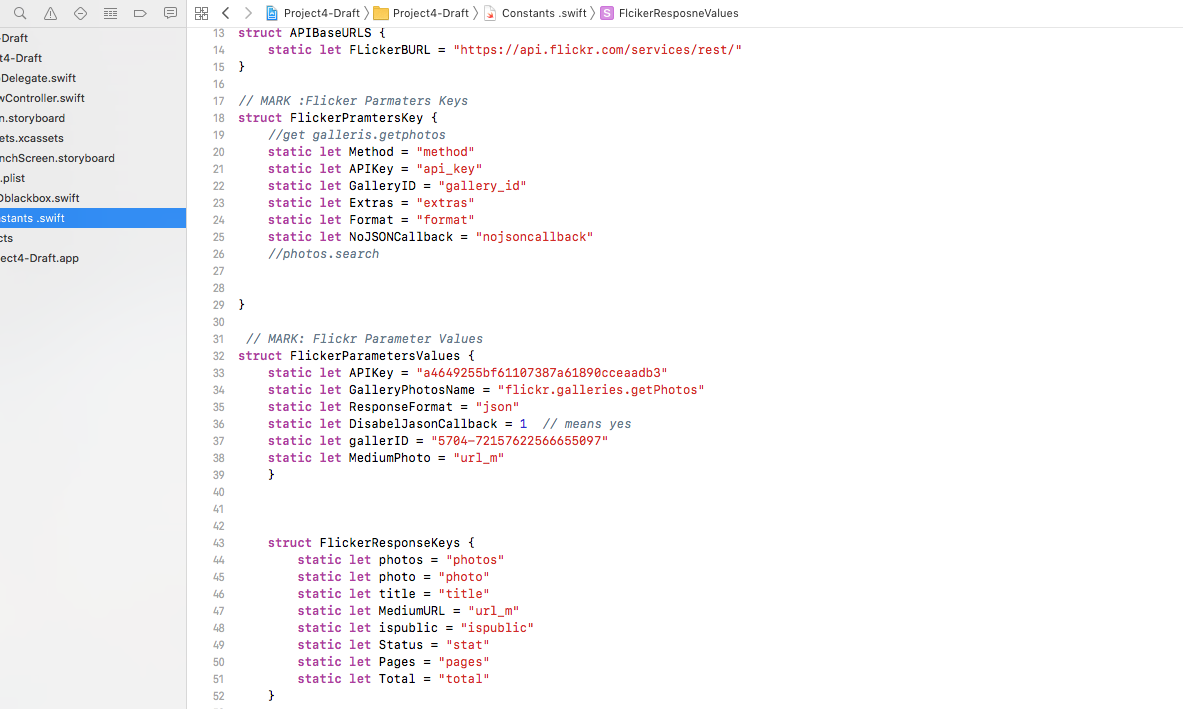 Project4-Draft Project4-Draft Constants .swift S FlcikerResposneValues
-Draft
t4-Draft
Delegate.swift
wController.swift
n.storyboard
ets.xcassets
nchScreen.storyboard
.plist
Dblackbox.swift
stants .swift
cts
ect4-Draft.app
13 struct APIBaseURLS {
14 static let FLickerBURL = "https://api.flickr.com/services/rest/"
15 }
16
17 // MARK :Flicker Parmaters Keys
18 struct FlickerPramtersKey {
19 //get galleris.getphotos
20 static let Method = "method"
21 static let APIKey = "api_key"
22 static let GalleryID = "gallery_id"
23 static let Extras = "extras"
24 static let Format = "format"
25 static let NoJSONCallback = "nojsoncallback"
26 //photos.search
27
28
29 }
30
31 // MARK: Flickr Parameter Values
32 struct FlickerParametersValues {
33 static let APIKey = "a4649255bf61107387a61890cceaadb3"
34 static let GalleryPhotosName = "flickr.galleries.getPhotos"
35 static let ResponseFormat = "json"
36 static let DisabelJasonCallback = 1 // means yes
37 static let gallerID = "5704-72157622566655097"
38 static let MediumPhoto = "url_m"
39 }
40
41
42
43 struct FlickerResponseKeys {
44 static let photos = "photos"
45 static let photo = "photo"
46 static let title = "title"
47 static let MediumURL = "url_m"
48 static let ispublic = "ispublic"
49 static let Status = "stat"
50 static let Pages = "pages"
51 static let Total = "total"
52 }